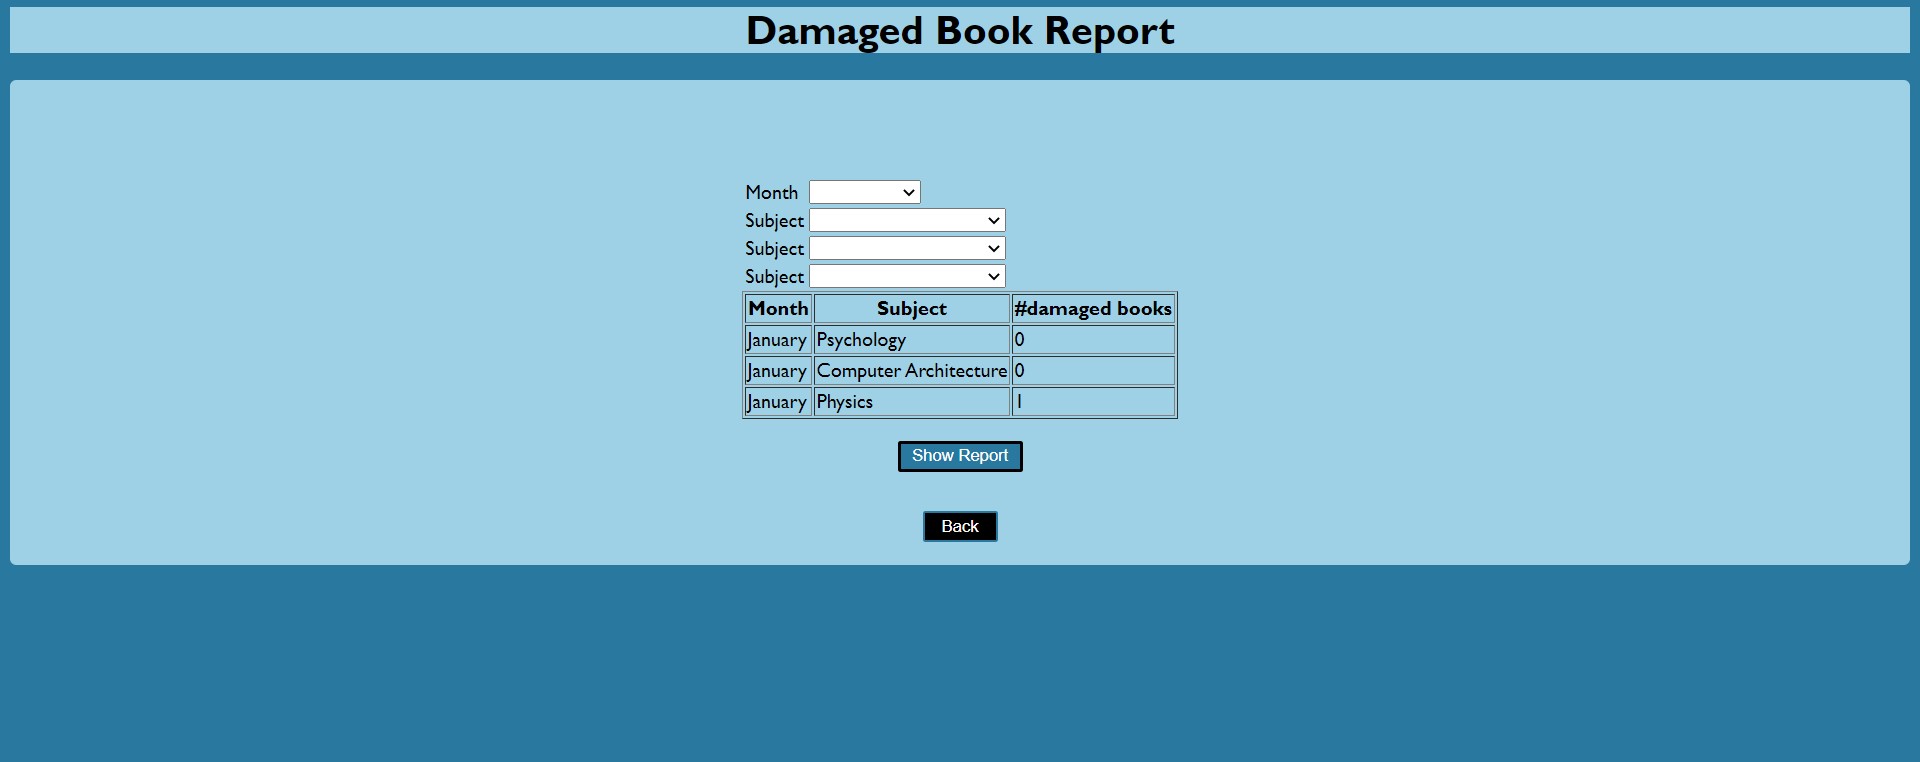 Damaged Book Report
Month
Subject
Subject
Subject
Month Subject #damaged books
January Psychology 0
January Computer Architecture 0
January Physics 1
Show Report
Back